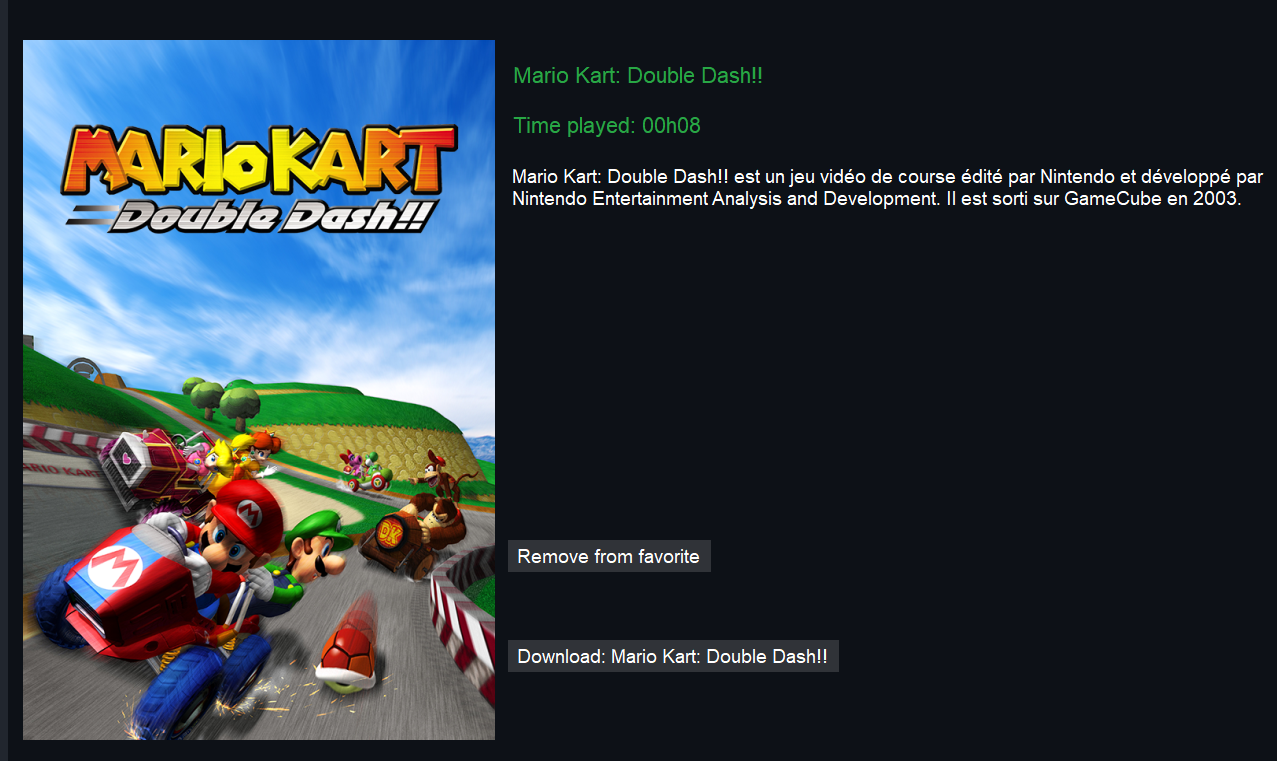 MARIO KART
Double Dash!!
MARIO KART
M
M
DK
Mario Kart: Double Dash!!
Time played: 00h08
Mario Kart: Double Dash!! est un jeu vidéo de course édité par Nintendo et développé par
Nintendo Entertainment Analysis and Development. Il est sorti sur GameCube en 2003.
Remove from favorite
Download: Mario Kart: Double Dash!!